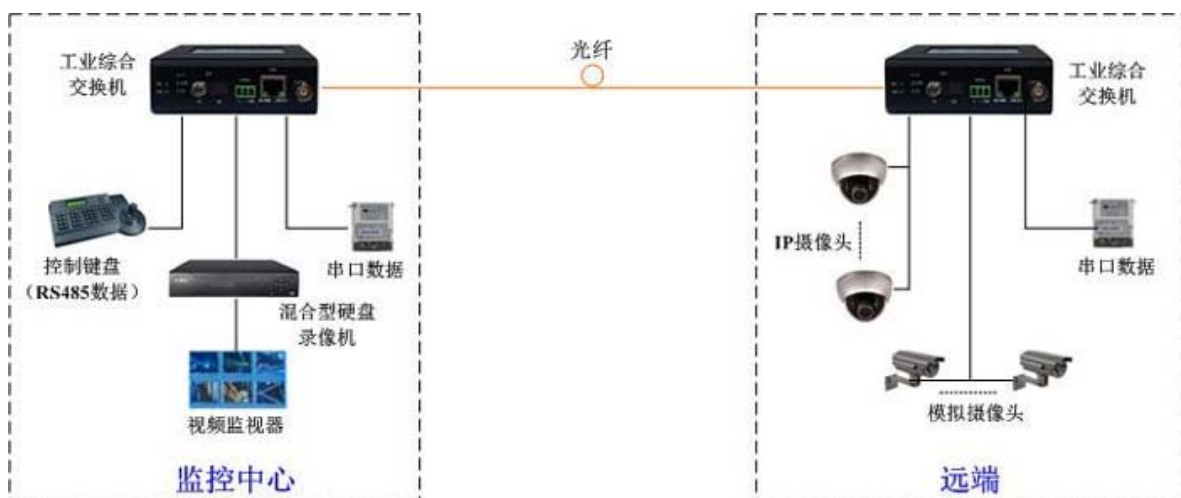 工业综合
交换机
光纤
工业综合
交换机
控制键盘
（RS485数据）
串口数据
混合型硬盘
录像机
视频监视器
监控中心
IP摄像头
串口数据
模拟摄像头
远端